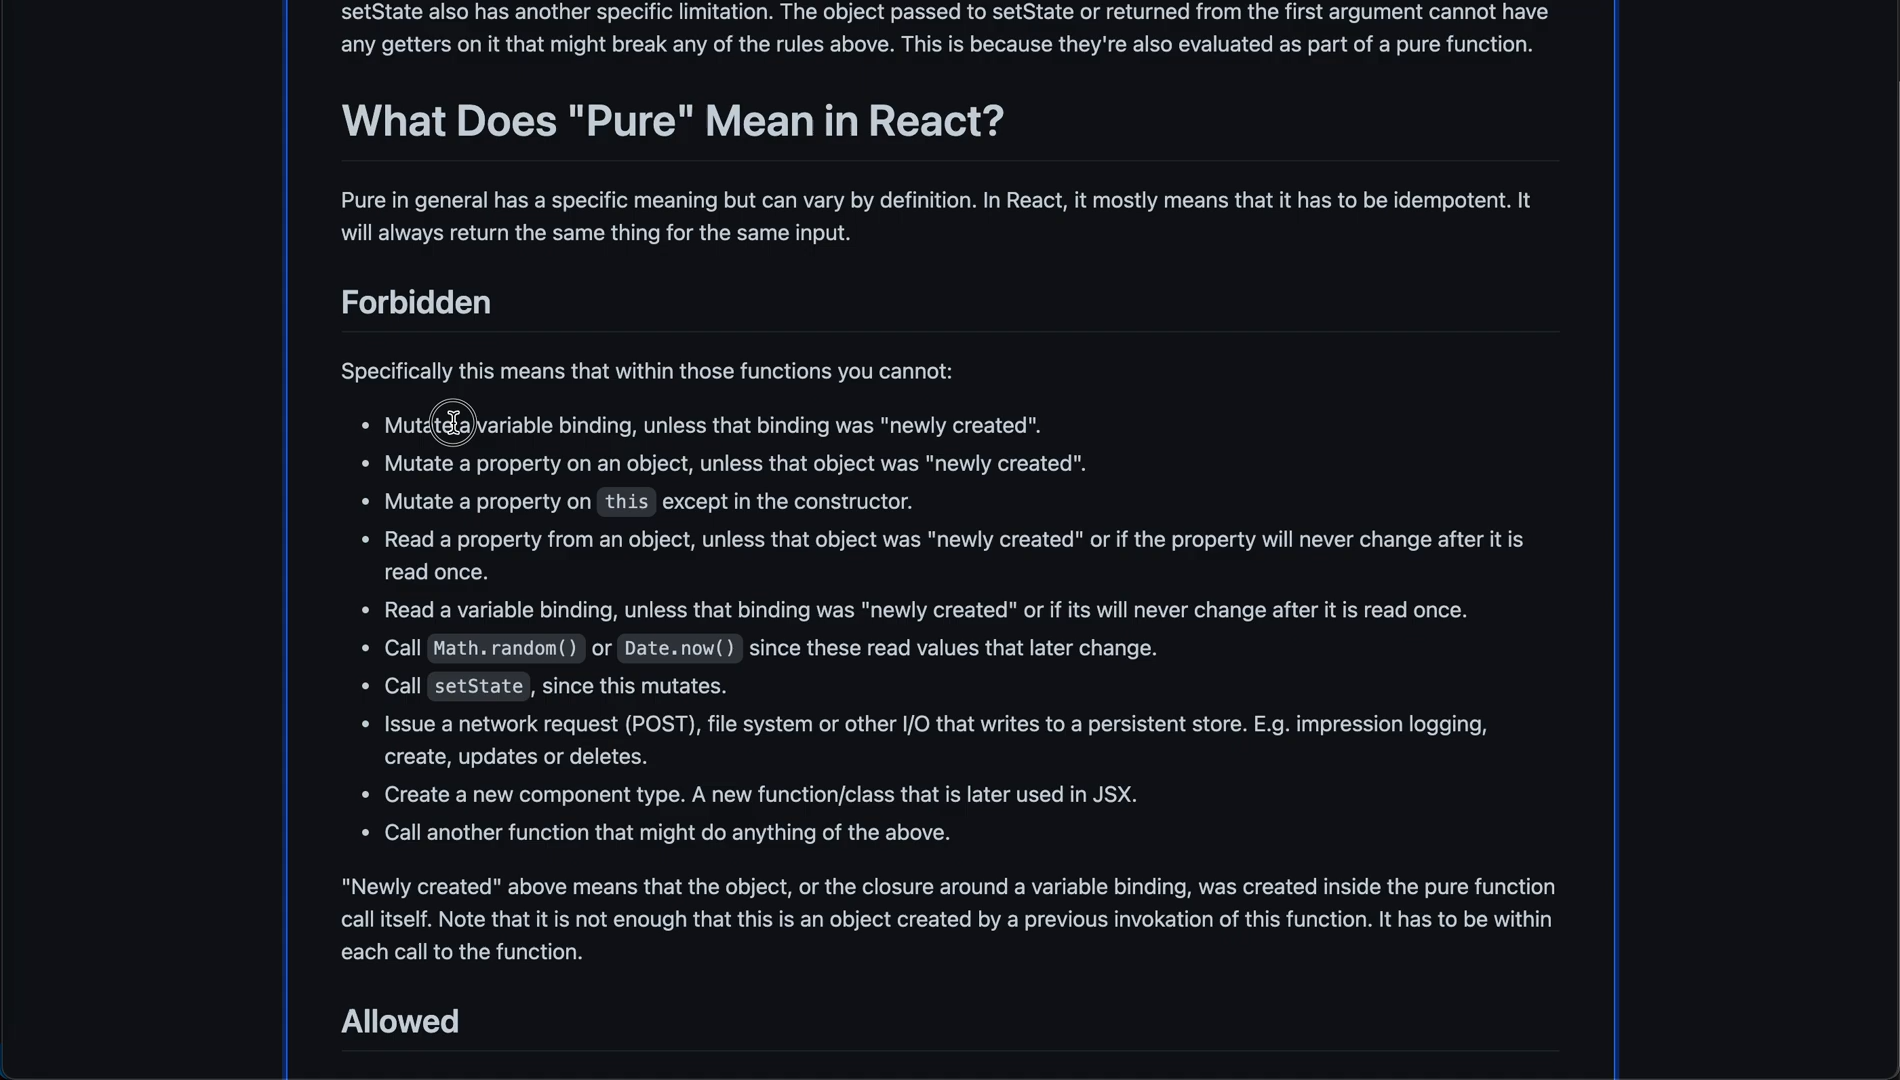 setState also has another specific limitation. The object passed to setState or returned from the first argument cannot have
any getters on it that might break any of the rules above. This is because they're also evaluated as part of a pure function.
What Does "Pure" Mean in React?
Pure in general has a specific meaning but can vary by definition. In React, it mostly means that it has to be idempotent. It
will always return the same thing for the same input.
Forbidden
Specifically this means that within those functions you cannot:
• Mutate a variable binding, unless that binding was "newly created".
• Mutate a property on an object, unless that object was "newly created".
• Mutate a property on this except in the constructor.
• Read a property from an object, unless that object was "newly created" or if the property will never change after it is
read once.
• Read a variable binding, unless that binding was "newly created" or if its will never change after it is read once.
• Call Math.random() or Date.now() since these read values that later change.
• Call setState, since this mutates.
• Issue a network request (POST), file system or other I/O that writes to a persistent store. E.g. impression logging,
create, updates or deletes.
• Create a new component type. A new function/class that is later used in JSX.
• Call another function that might do anything of the above.
"Newly created" above means that the object, or the closure around a variable binding, was created inside the pure function
call itself. Note that it is not enough that this is an object created by a previous invokation of this function. It has to be within
each call to the function.
Allowed